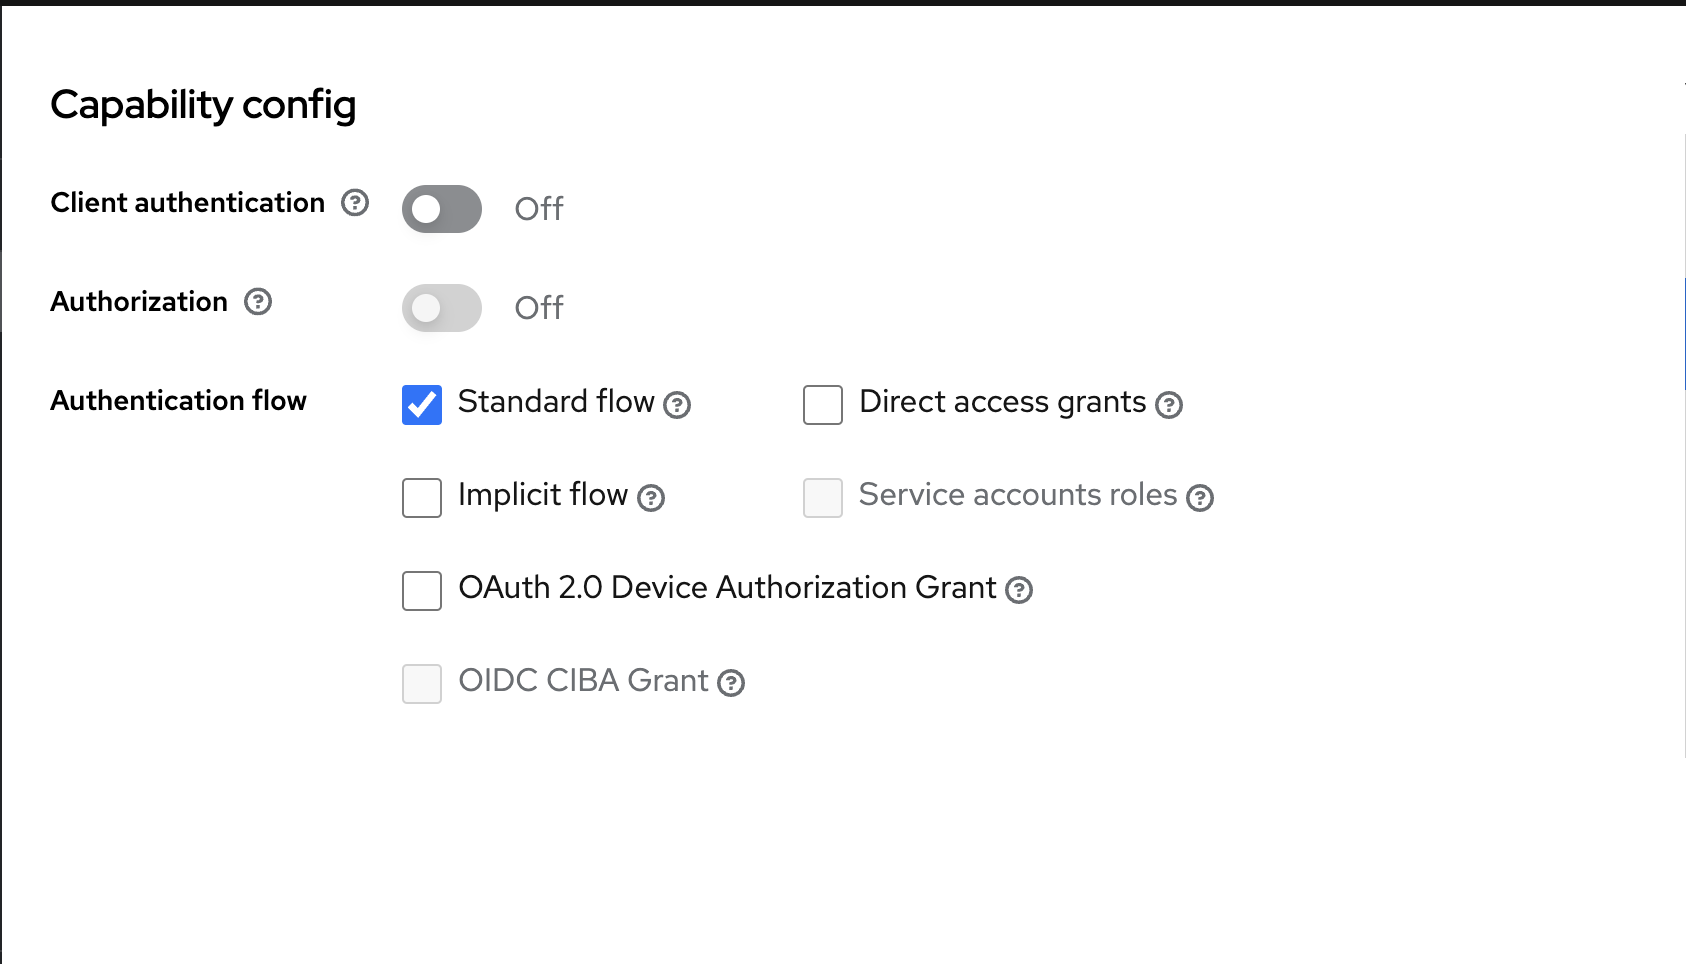 Capability config
Client authentication Off
Authorization Off
Authentication flow Standard flow Direct access grants
Implicit flow Service accounts roles
OAuth 2.0 Device Authorization Grant
OIDC CIBA Grant